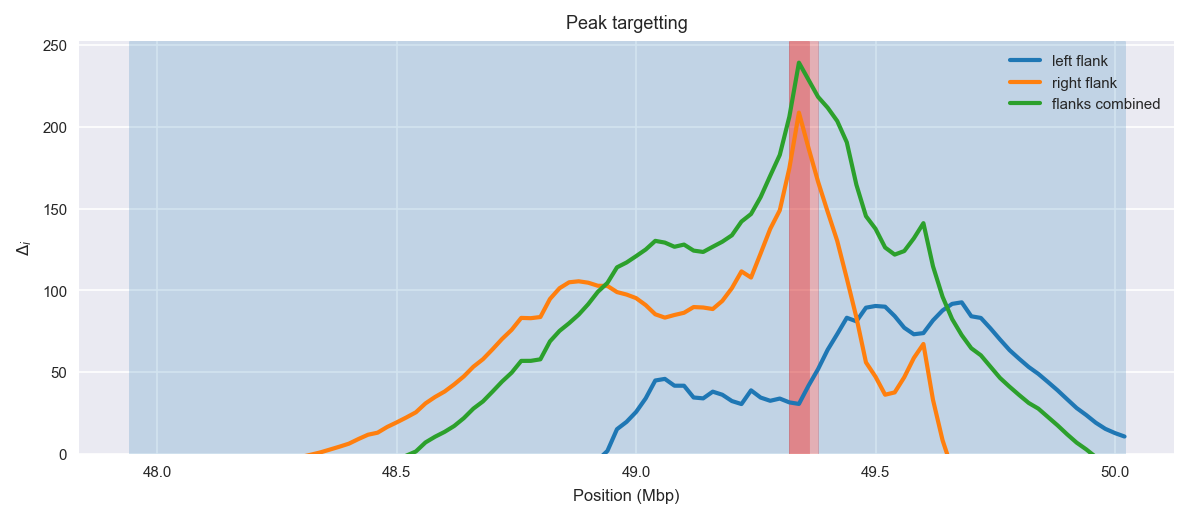 Peak targetting
250
200
150
100
50
0
Δi
left flank
right flank
flanks combined
48.0
48.5
49.0
49.5
50.0
Position (Mbp)